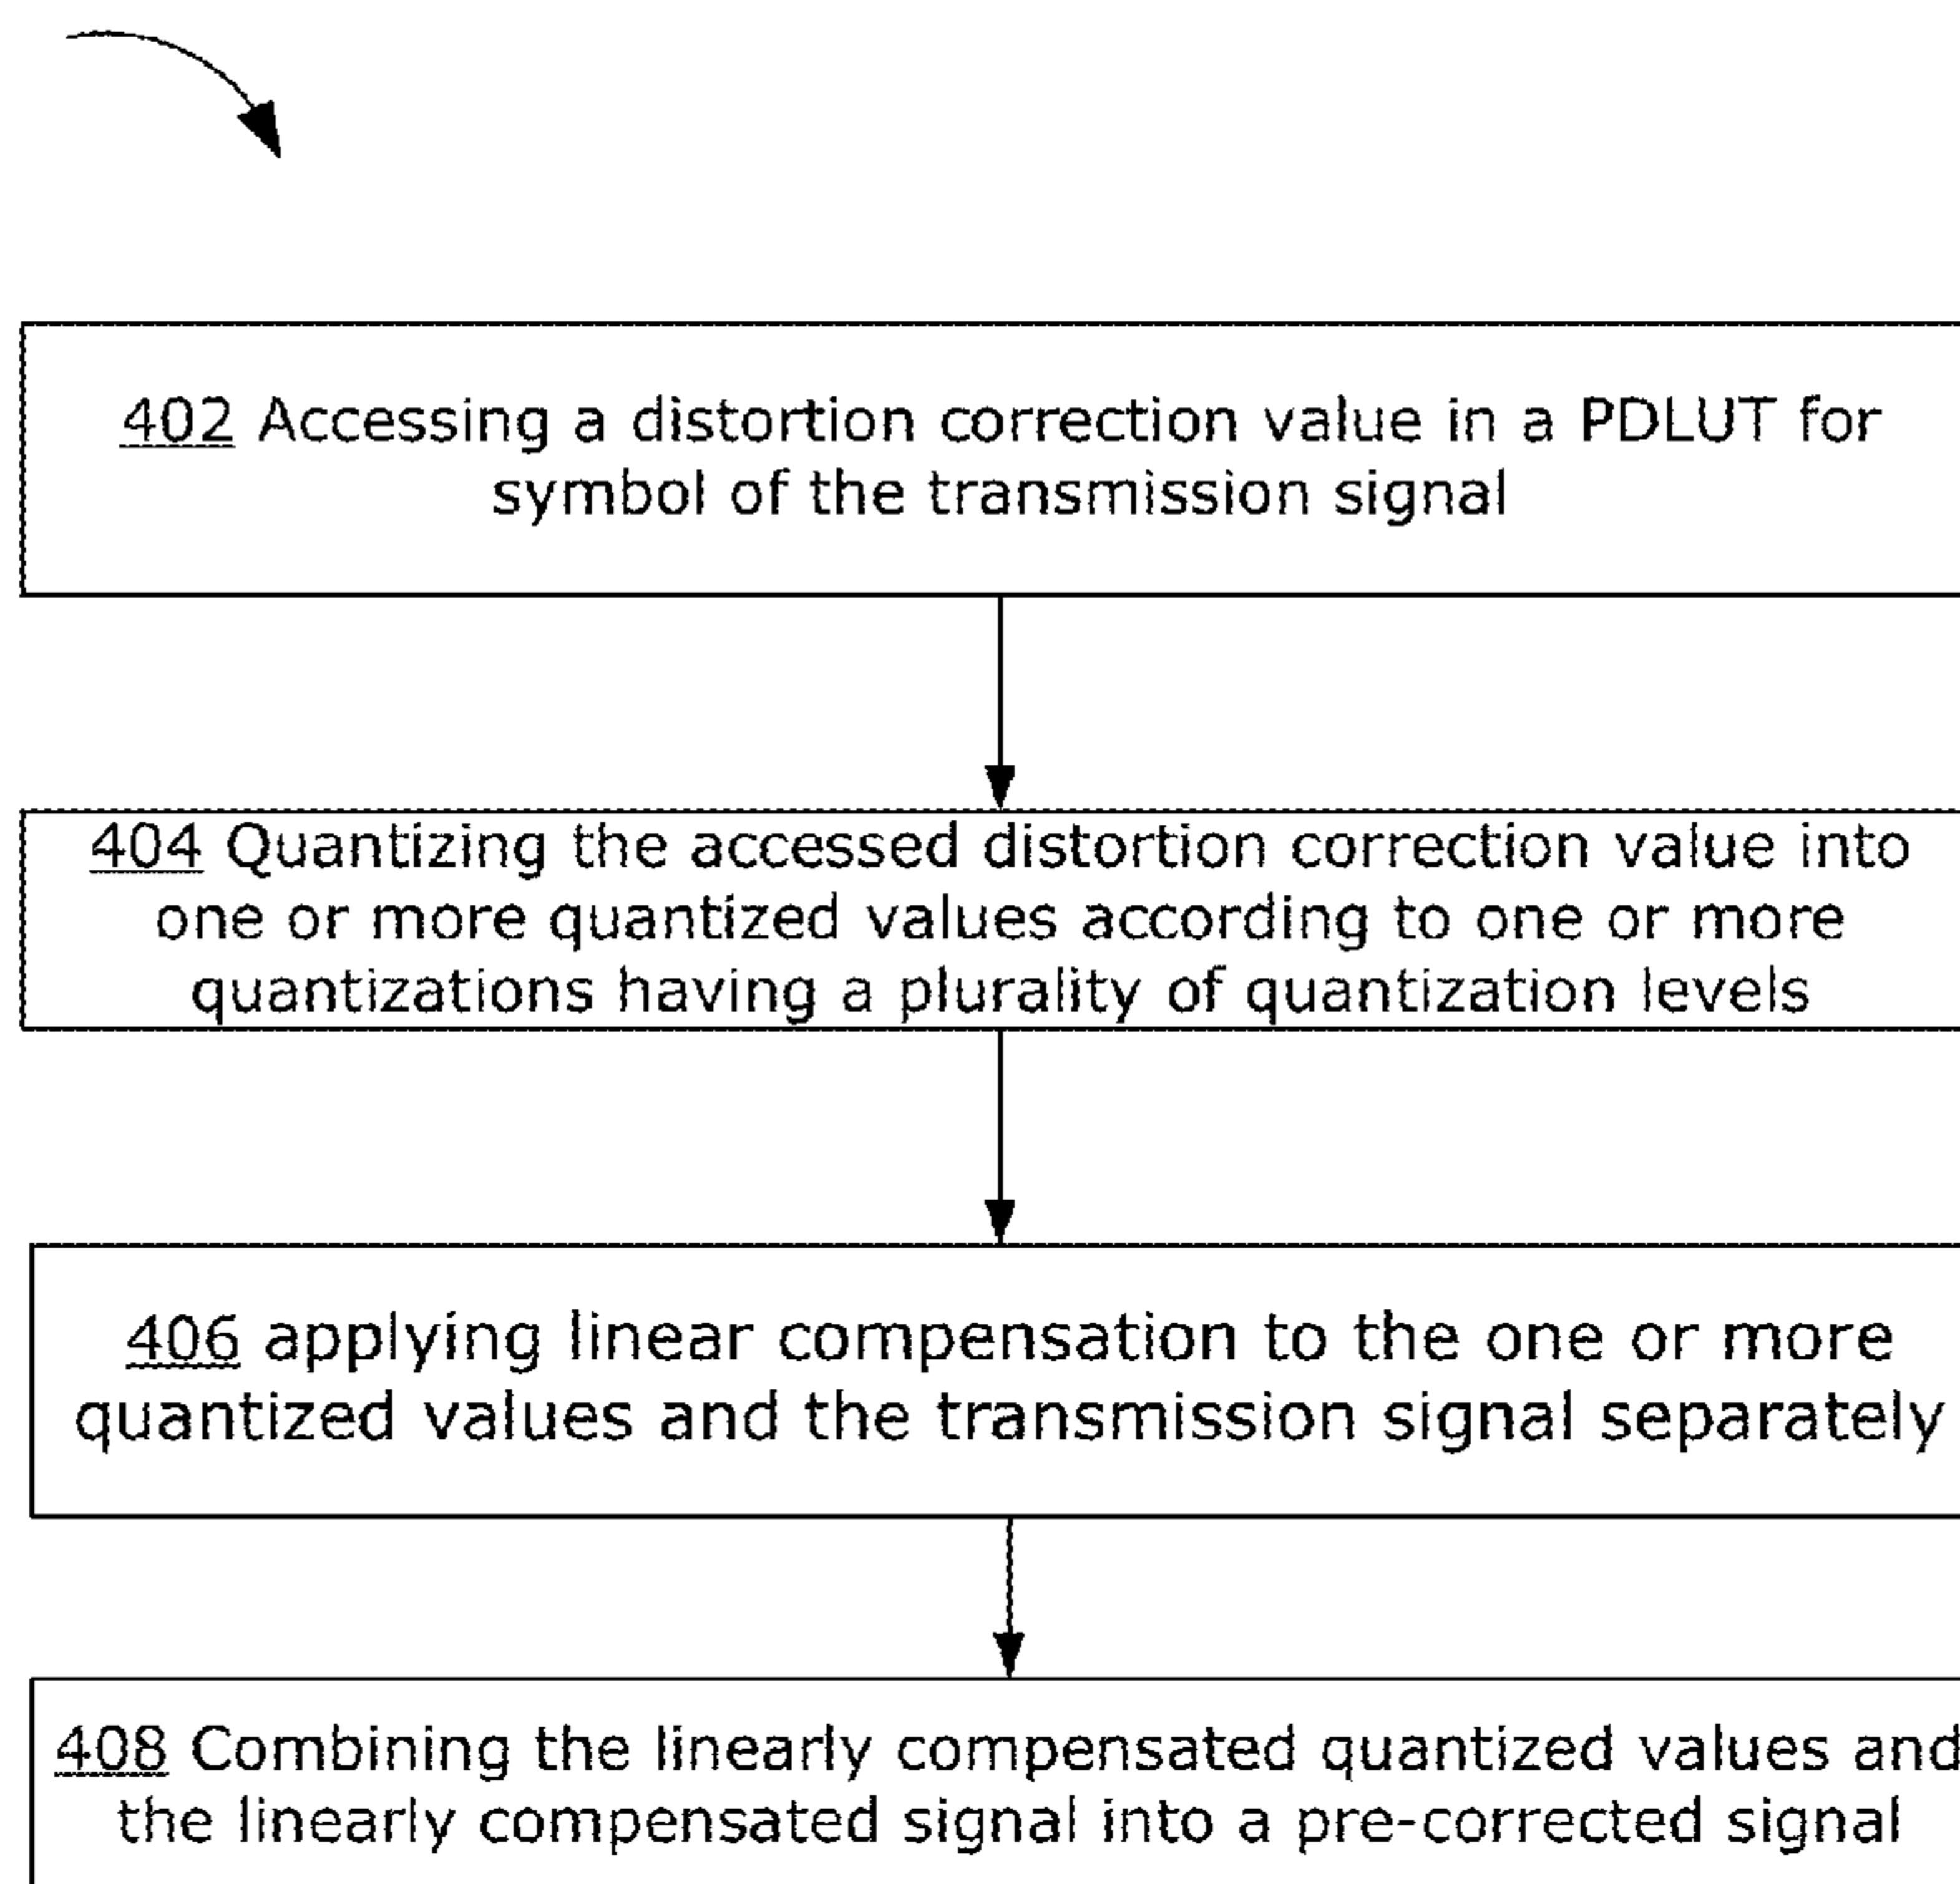 402 Accessing a distortion correction value in a PDLUT for
symbol of the transmission signal
404 Quantizing the accessed distortion correction value into
one or more quantized values according to one or more
quantizations having a plurality of quantization levels
406 applying linear compensation to the one or more
quantized values and the transmission signal separately
408 Combining the linearly compensated quantized values and
the linearly compensated signal into a pre-corrected signal